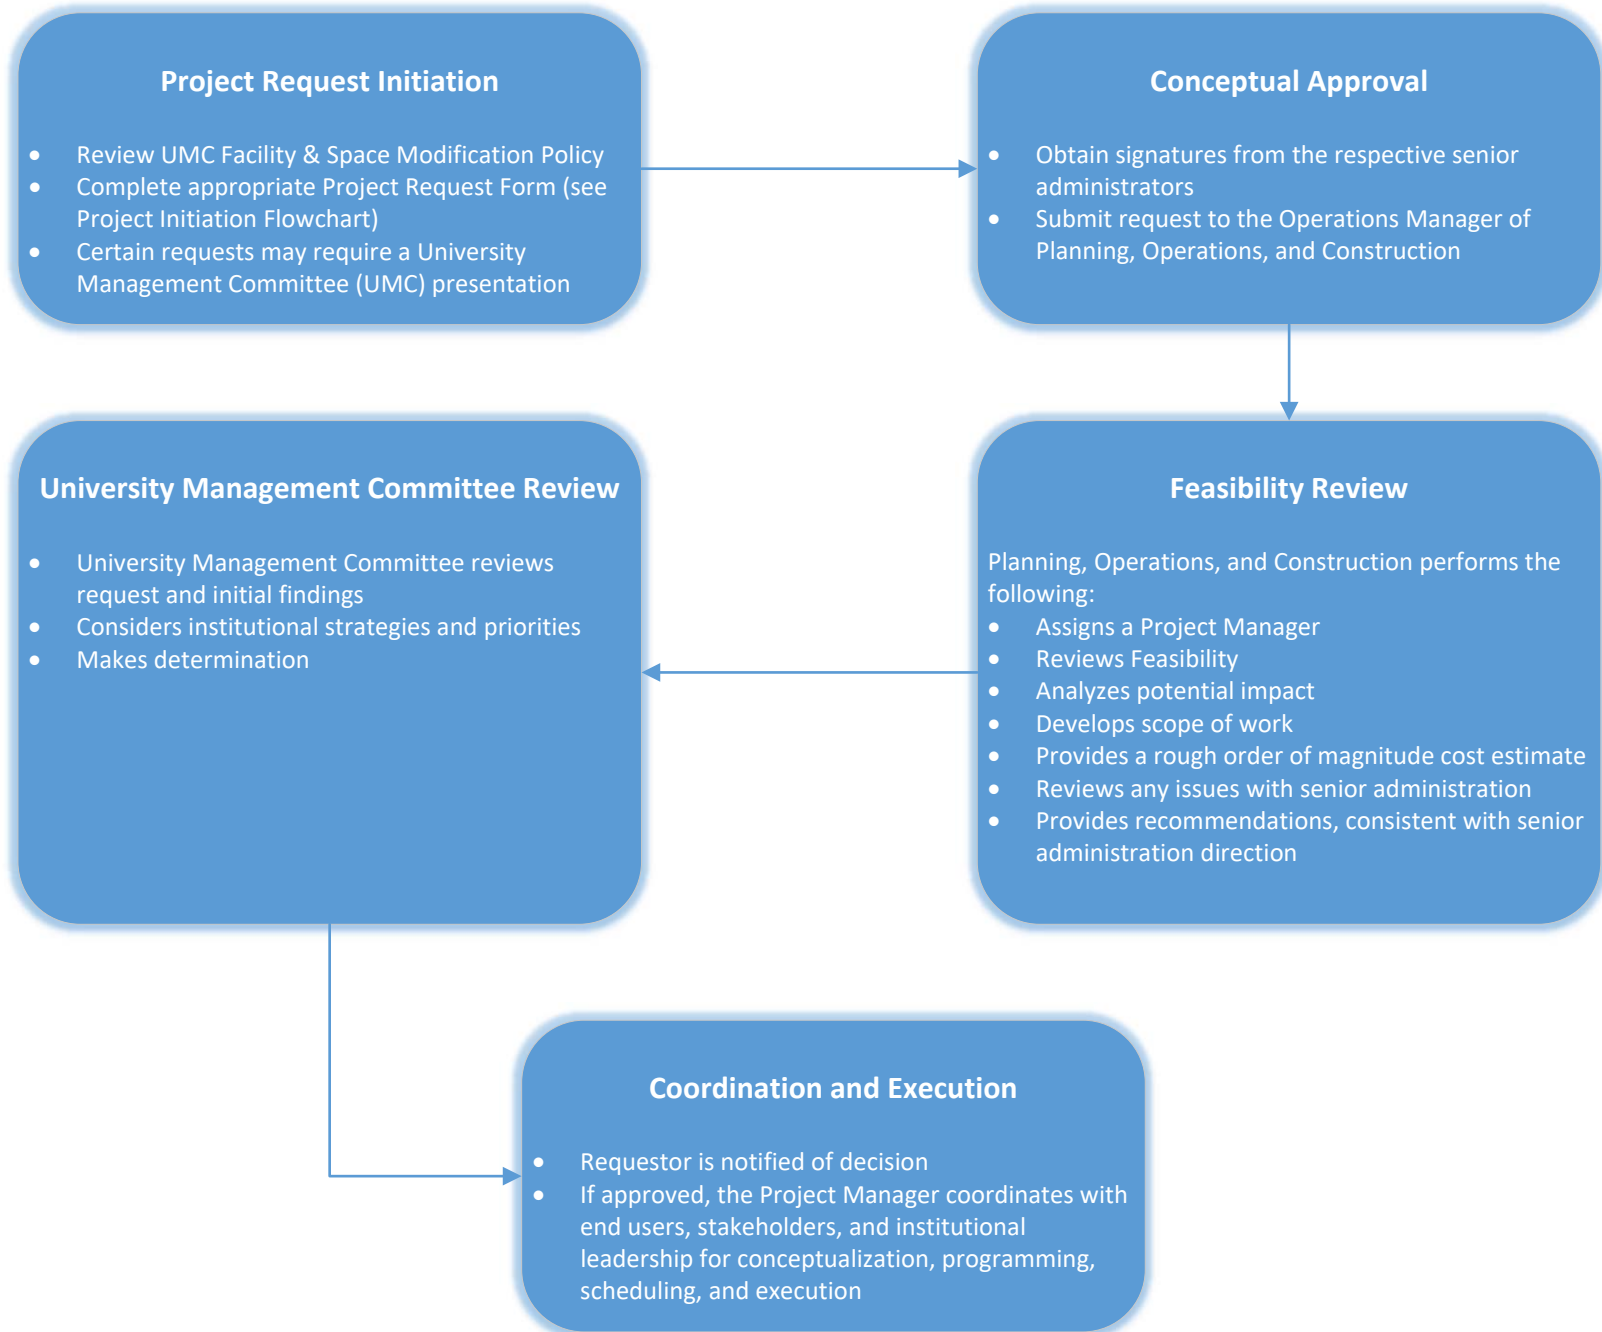 Project Request Initiation
• Review UMC Facility & Space Modification Policy
• Complete appropriate Project Request Form (see
Project Initiation Flowchart)
• Certain requests may require a University
Management Committee (UMC) presentation
Conceptual Approval
• Obtain signatures from the respective senior
administrators
• Submit request to the Operations Manager of
Planning, Operations, and Construction
Feasibility Review
Planning, Operations, and Construction performs the
following:
• Assigns a Project Manager
• Reviews Feasibility
• Analyzes potential impact
• Develops scope of work
• Provides a rough order of magnitude cost estimate
• Reviews any issues with senior administration
• Provides recommendations, consistent with senior
administration direction
University Management Committee Review
• University Management Committee reviews
request and initial findings
• Considers institutional strategies and priorities
• Makes determination
Coordination and Execution
• Requestor is notified of decision
• If approved, the Project Manager coordinates with
end users, stakeholders, and institutional
leadership for conceptualization, programming,
scheduling, and execution